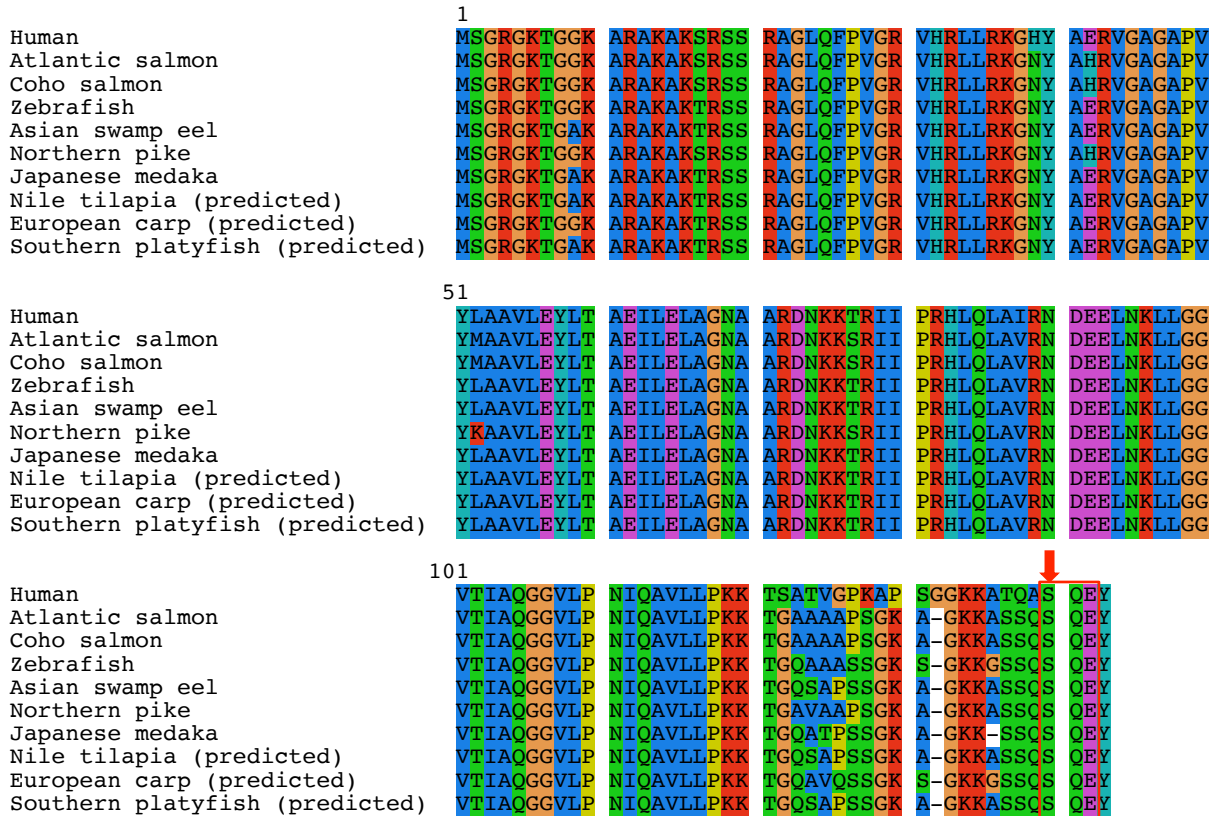 1
Human MSGRGKTGGK ARAKAKSRSS RAGLQFPVGR VHRLLRKGHY AERVGAGAPV
Atlantic salmon MSGRGKTGGK ARAKAKSRSS RAGLQFPVGR VHRLLRKGNY AHRVGAGAPV
Coho salmon MSGRGKTGGK ARAKAKSRSS RAGLQFPVGR VHRLLRKGNY AHRVGAGAPV
Zebrafish MSGRGKTGGK ARAKAKTRSS RAGLQFPVGR VHRLLRKGNY AERVGAGAPV
Asian swamp eel MSGRGKTGAK ARAKAKTRSS RAGLQFPVGR VHRLLRKGNY AERVGAGAPV
Northern pike MSGRGKTGGK ARAKAKSRSS RAGLQFPVGR VHRLLRKGNY AHRVGAGAPV
Japanese medaka MSGRGKTGAK ARAKAKTRSS RAGLQFPVGR VHRLLRKGNY AERVGAGAPV
Nile tilapia (predicted) MSGRGKTGAK ARAKAKTRSS RAGLQFPVGR VHRLLRKGNY AERVGAGAPV
European carp (predicted) MSGRGKTGGK ARAKAKTRSS RAGLQFPVGR VHRLLRKGNY AERVGAGAPV
Southern platyfish (predicted) MSGRGKTGAK ARAKAKTRSS RAGLQFPVGR VHRLLRKGNY AERVGAGAPV
51
Human YLAAVLEYLT AEILELAGNA ARDNKKTRII PRHLQLAIRN DEELNKLLGG
Atlantic salmon YMAAVLEYLT AEILELAGNA ARDNKKSRII PRHLQLAVRN DEELNKLLGG
Coho salmon YMAAVLEYLT AEILELAGNA ARDNKKSRII PRHLQLAVRN DEELNKLLGG
Zebrafish YLAAVLEYLT AEILELAGNA ARDNKKTRII PRHLQLAVRN DEELNKLLGG
Asian swamp eel YLAAVLEYLT AEILELAGNA ARDNKKTRII PRHLQLAVRN DEELNKLLGG
Northern pike YKAAVLEYLT AEILELAGNA ARDNKKSRII PRHLQLAVRN DEELNKLLGG
Japanese medaka YLAAVLEYLT AEILELAGNA ARDNKKTRII PRHLQLAVRN DEELNKLLGG
Nile tilapia (predicted) YLAAVLEYLT AEILELAGNA ARDNKKTRII PRHLQLAVRN DEELNKLLGG
European carp (predicted) YLAAVLEYLT AEILELAGNA ARDNKKTRII PRHLQLAVRN DEELNKLLGG
Southern platyfish (predicted) YLAAVLEYLT AEILELAGNA ARDNKKTRII PRHLQLAVRN DEELNKLLGG
101
Human VTIAQGGVLP NIQAVLLPKK TSATVGPKAP SGGKKATQAS QEY
Atlantic salmon VTIAQGGVLP NIQAVLLPKK TGAAAAPSGK A-GKKASSQS QEY
Coho salmon VTIAQGGVLP NIQAVLLPKK TGAAAAPSGK A-GKKASSQS QEY
Zebrafish VTIAQGGVLP NIQAVLLPKK TGQAAASSGK S-GKKGSSQS QEY
Asian swamp eel VTIAQGGVLP NIQAVLLPKK TGQSAPSSGK A-GKKASSQS QEY
Northern pike VTIAQGGVLP NIQAVLLPKK TGAVAAPSGK A-GKKASSQS QEY
Japanese medaka VTIAQGGVLP NIQAVLLPKK TGQATPSSGK A-GKK-SSQS QEY
Nile tilapia (predicted) VTIAQGGVLP NIQAVLLPKK TGQSAPSSGK A-GKKASSQS QEY
European carp (predicted) VTIAQGGVLP NIQAVLLPKK TGQAVQSSGK S-GKKGSSQS QEY
Southern platyfish (predicted) VTIAQGGVLP NIQAVLLPKK TGQSAPSSGK A-GKKASSQS QEY